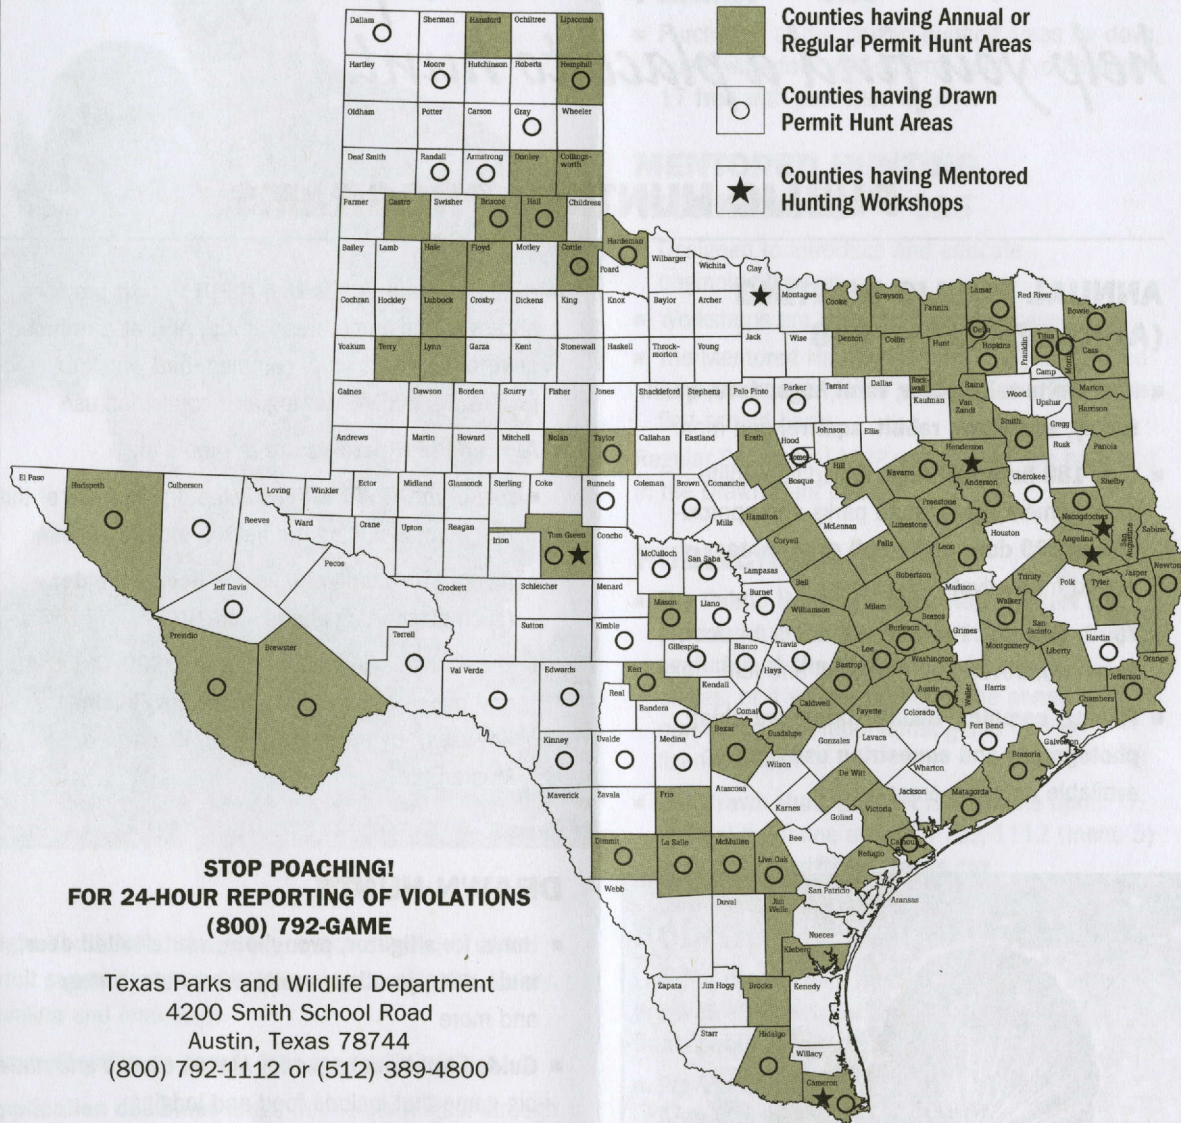 Counties having Annual or
Regular Permit Hunt Areas
Counties having Drawn
Permit Hunt Areas
Counties having Mentored
Hunting Workshops
Dallam Sherman Hansford Ochiltree Lipscomb
Hartley Moore Hutchinson Roberts Hemphill
Oldham Potter Carson Gray Wheeler
Deaf Smith Randall Armstrong Donley Collings-
worth
Parmer Castro Swisher Briscoe Hall Childress
Hardeman
Bailey Lamb Hale Floyd Motley Cottle
Foard Wilbarger Wichita Clay
Montague Cooke Grayson Fannin Lamar Red River Bowie
Cochran Hockley Lubbock Crosby Dickens King Knox Baylor Archer
Delta Hopkins Franklin Titus Morris Cass
Yoakum Terry Lynn Garza Kent Stonewall Haskell Throck-
morton Young Jack Wise Denton Collin Hunt
Camp Marion
Gaines Dawson Borden Scurry Fisher Jones Shackleford Stephens Palo Pinto Parker Tarrant Dallas Rock-
wall Kaufman Rains Van
Zandt Wood Upshur Harrison
Smith Gregg
Andrews Martin Howard Mitchell Nolan Taylor Callahan Eastland Erath Hood Johnson Ellis
Henderson Rusk Panola
El Paso Hudspeth Culberson Reeves Loving Winkler Ector Midland Glasscock Sterling Coke Runnels Coleman Brown Comanche Bosque Hill Navarro
Anderson Cherokee Nacogdoches Shelby
Ward Crane Upton Reagan Irion Tom Green Concho Mills Hamilton McLennan Limestone Freestone
Houston Angelina San
Augustine Sabine
Pecos Jeff Davis Crockett Schleicher Menard McCulloch San Saba Lampasas Coryell Falls Leon
Bell Robertson Madison Trinity Polk Tyler Jasper Newton
Presidio Brewster Terrell Sutton Kimble Mason Llano Burnet Williamson Milam Brazos Walker San
Jacinto Hardin
Gillespie Blanco Travis Lee Burleson Grimes Montgomery Liberty Orange
Val Verde Edwards Real Kerr Kendall Hays Bastrop Washington
Bandera Comal Caldwell Fayette Austin Waller Harris Chambers Jefferson
Kinney Uvalde Medina Bexar Guadalupe Gonzales Lavaca Colorado Fort Bend Galveston
Wilson De Witt Wharton Brazoria
Maverick Zavala Frio Atascosa Karnes Goliad Victoria Jackson Matagorda
Dimmit La Salle McMullen Live Oak Bee Refugio Calhoun
Webb Duval Jim
Wells San Patricio Aransas
Nueces
Kleberg
Zapata Jim Hogg Brooks Kenedy
Starr Hidalgo Willacy
Cameron
STOP POACHING!
FOR 24-HOUR REPORTING OF VIOLATIONS
(800) 792-GAME
Texas Parks and Wildlife Department
4200 Smith School Road
Austin, Texas 78744
(800) 792-1112 or (512) 389-4800